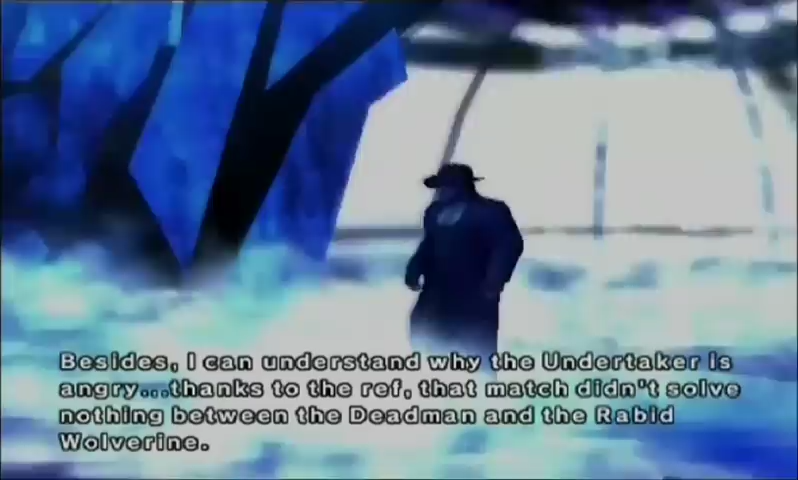 Besides, I can understand why the Undertaker is
angry...thanks to the ref, that match didn't solve
nothing between the Deadman and the Rabid
Wolverine.